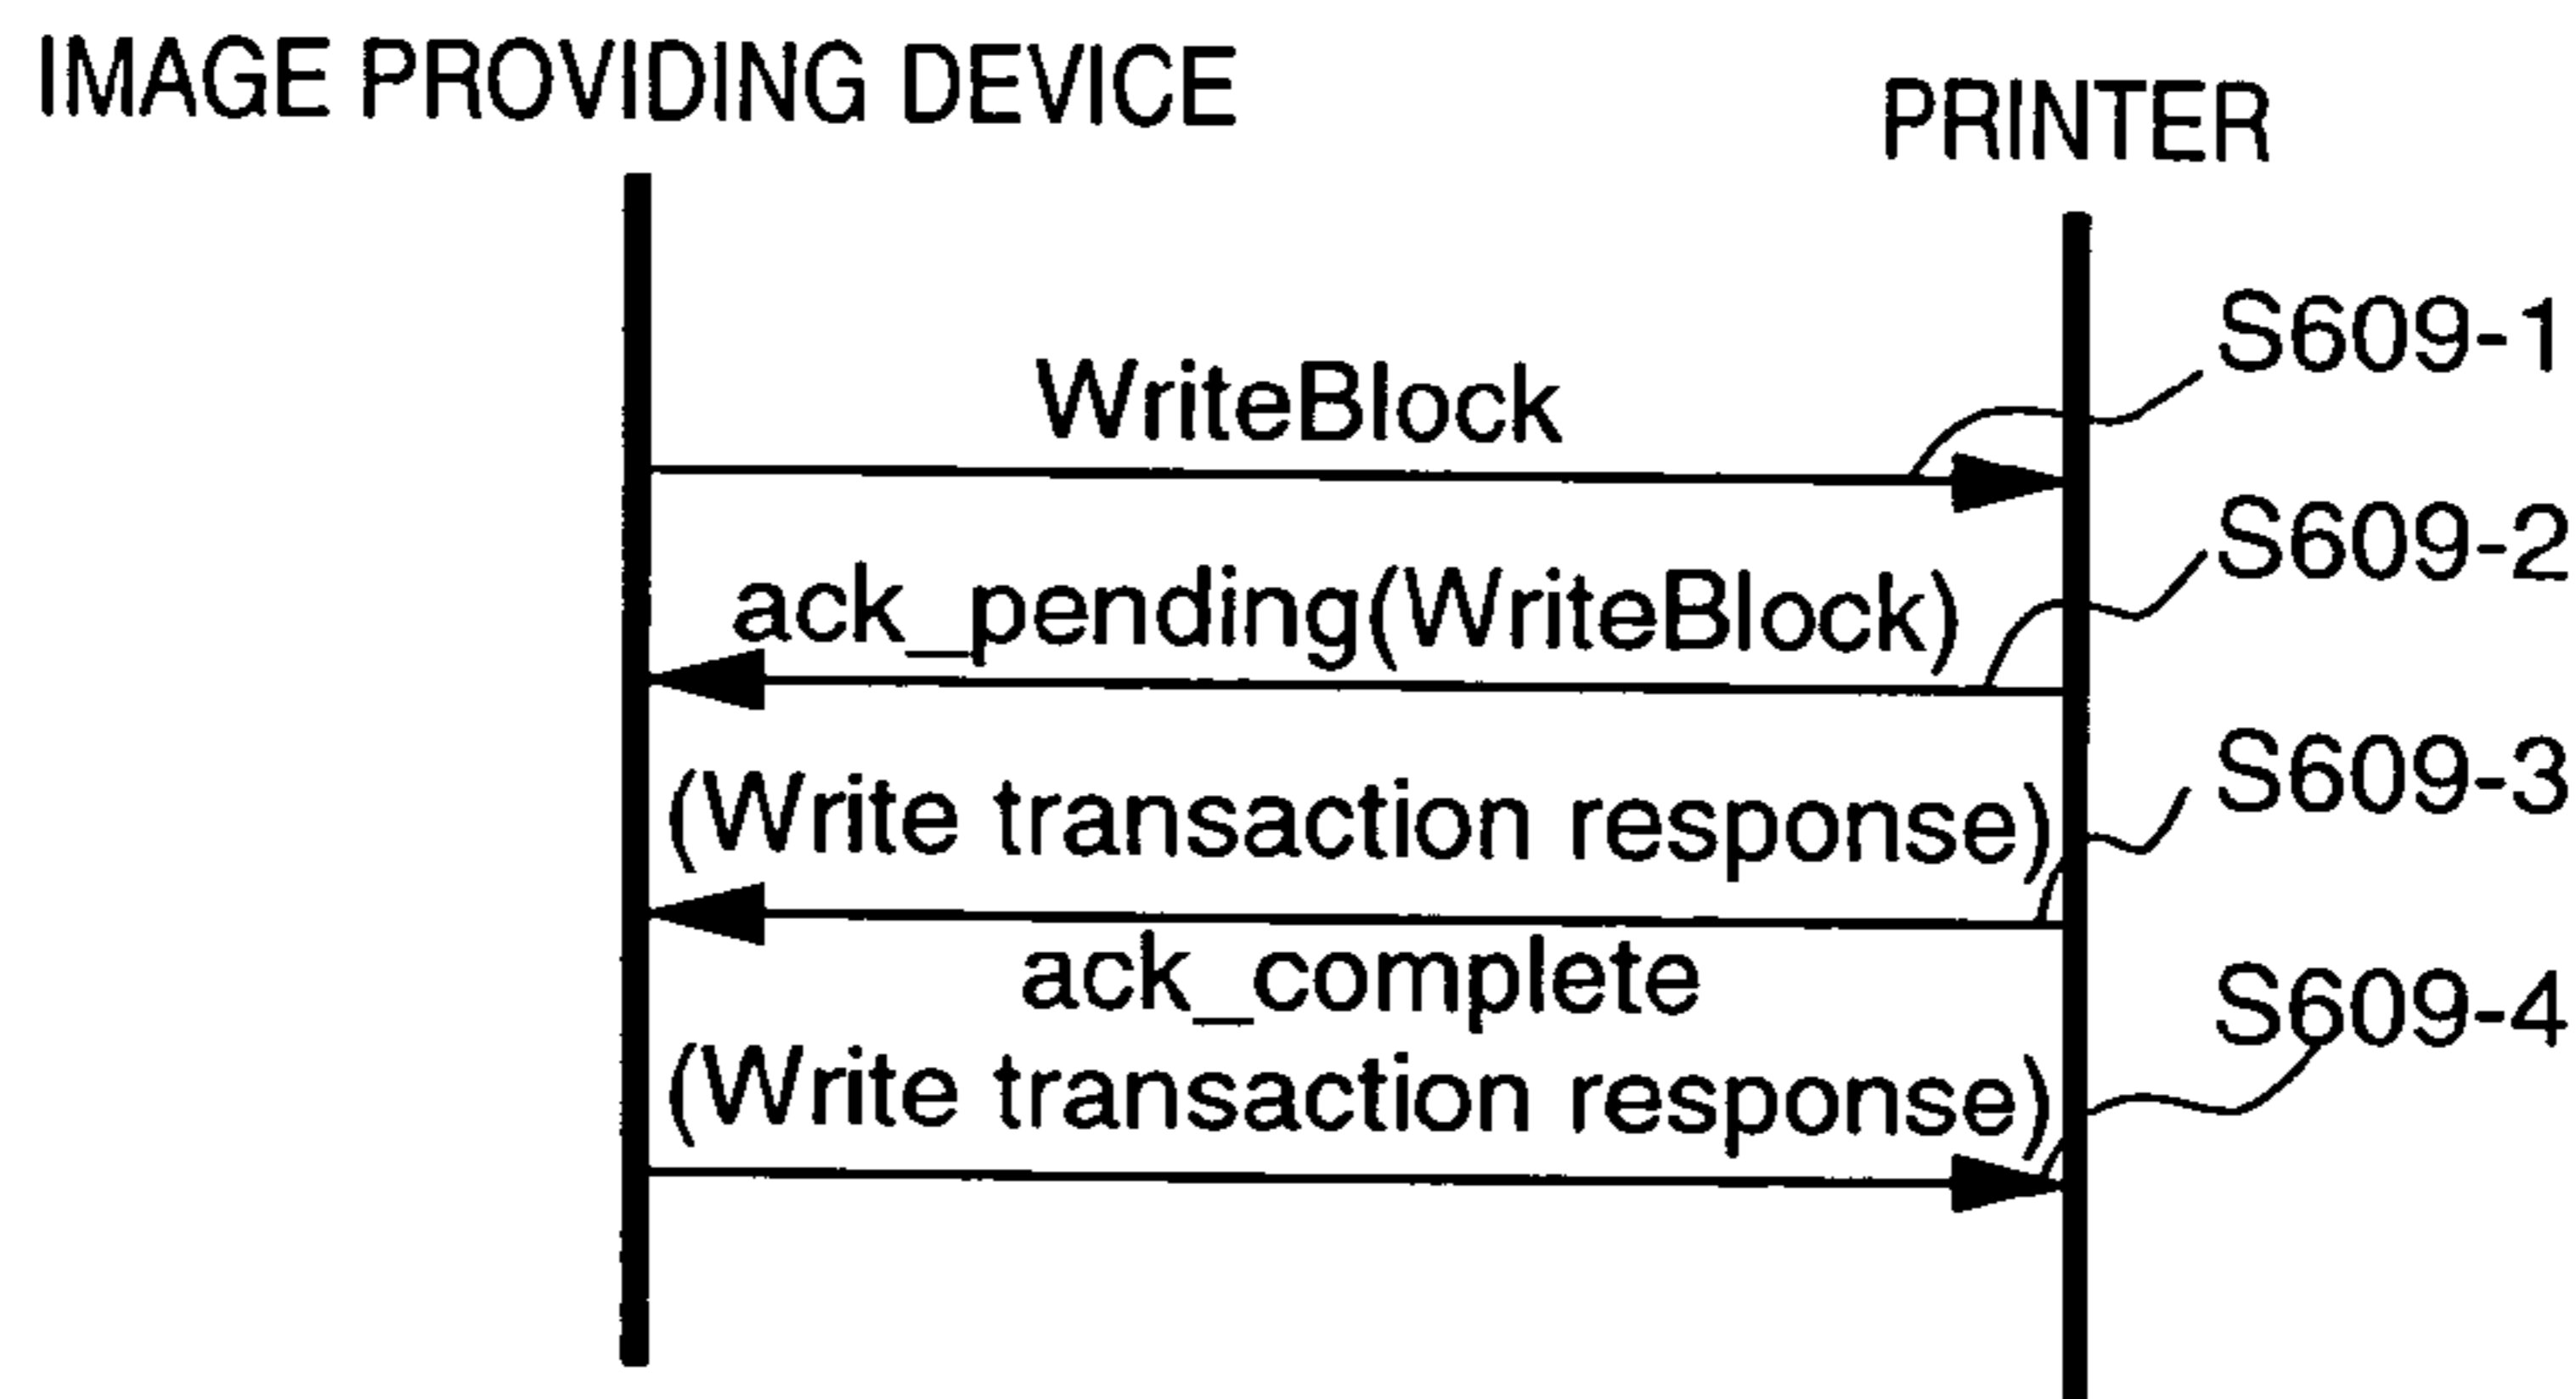 IMAGE PROVIDING DEVICE
PRINTER
S609-1
WriteBlock
S609-2
ack_pending(WriteBlock)
S609-3
(Write transaction response)
ack_complete
S609-4
(Write transaction response)